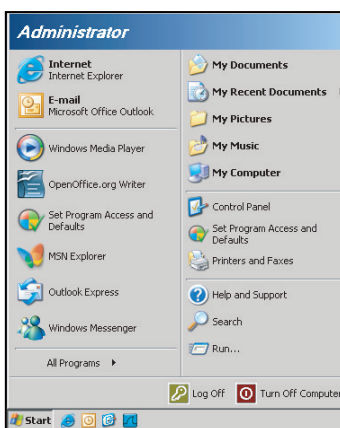 Administrator
Internet
Internet Explorer
E-mail
Microsoft Office Outlook
Windows Media Player
OpenOffice.org Writer
Set Program Access and
Defaults
MSN Explorer
Outlook Express
Windows Messenger
All Programs
My Documents
My Recent Documents
My Pictures
My Music
My Computer
Control Panel
Set Program Access and
Defaults
Printers and Faxes
Help and Support
Search
Run...
Log Off
Turn Off Computer
Start